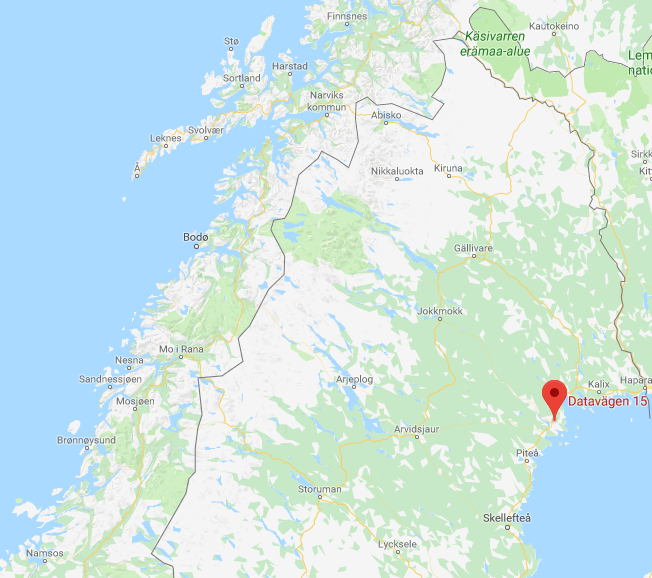 Finnsnes
Kautokeino
Käsivarren
erämaa-alue
Stø
Lem
natio
Harstad
Sortland
Narviks
kommun
Abisko
Leknes
Svolvær
Å
Nikkaluokta
Kiruna
Sirkk
Kit
Bodø
Gällivare
Jokkmokk
Mo i Rana
Nesna
Sandnessjøen
Arjeplog
Kalix
Hapara
Mosjøen
Datavägen 15
Brønnøysund
Arvidsjaur
Piteå
Storuman
Skellefteå
Lycksele
Namsos